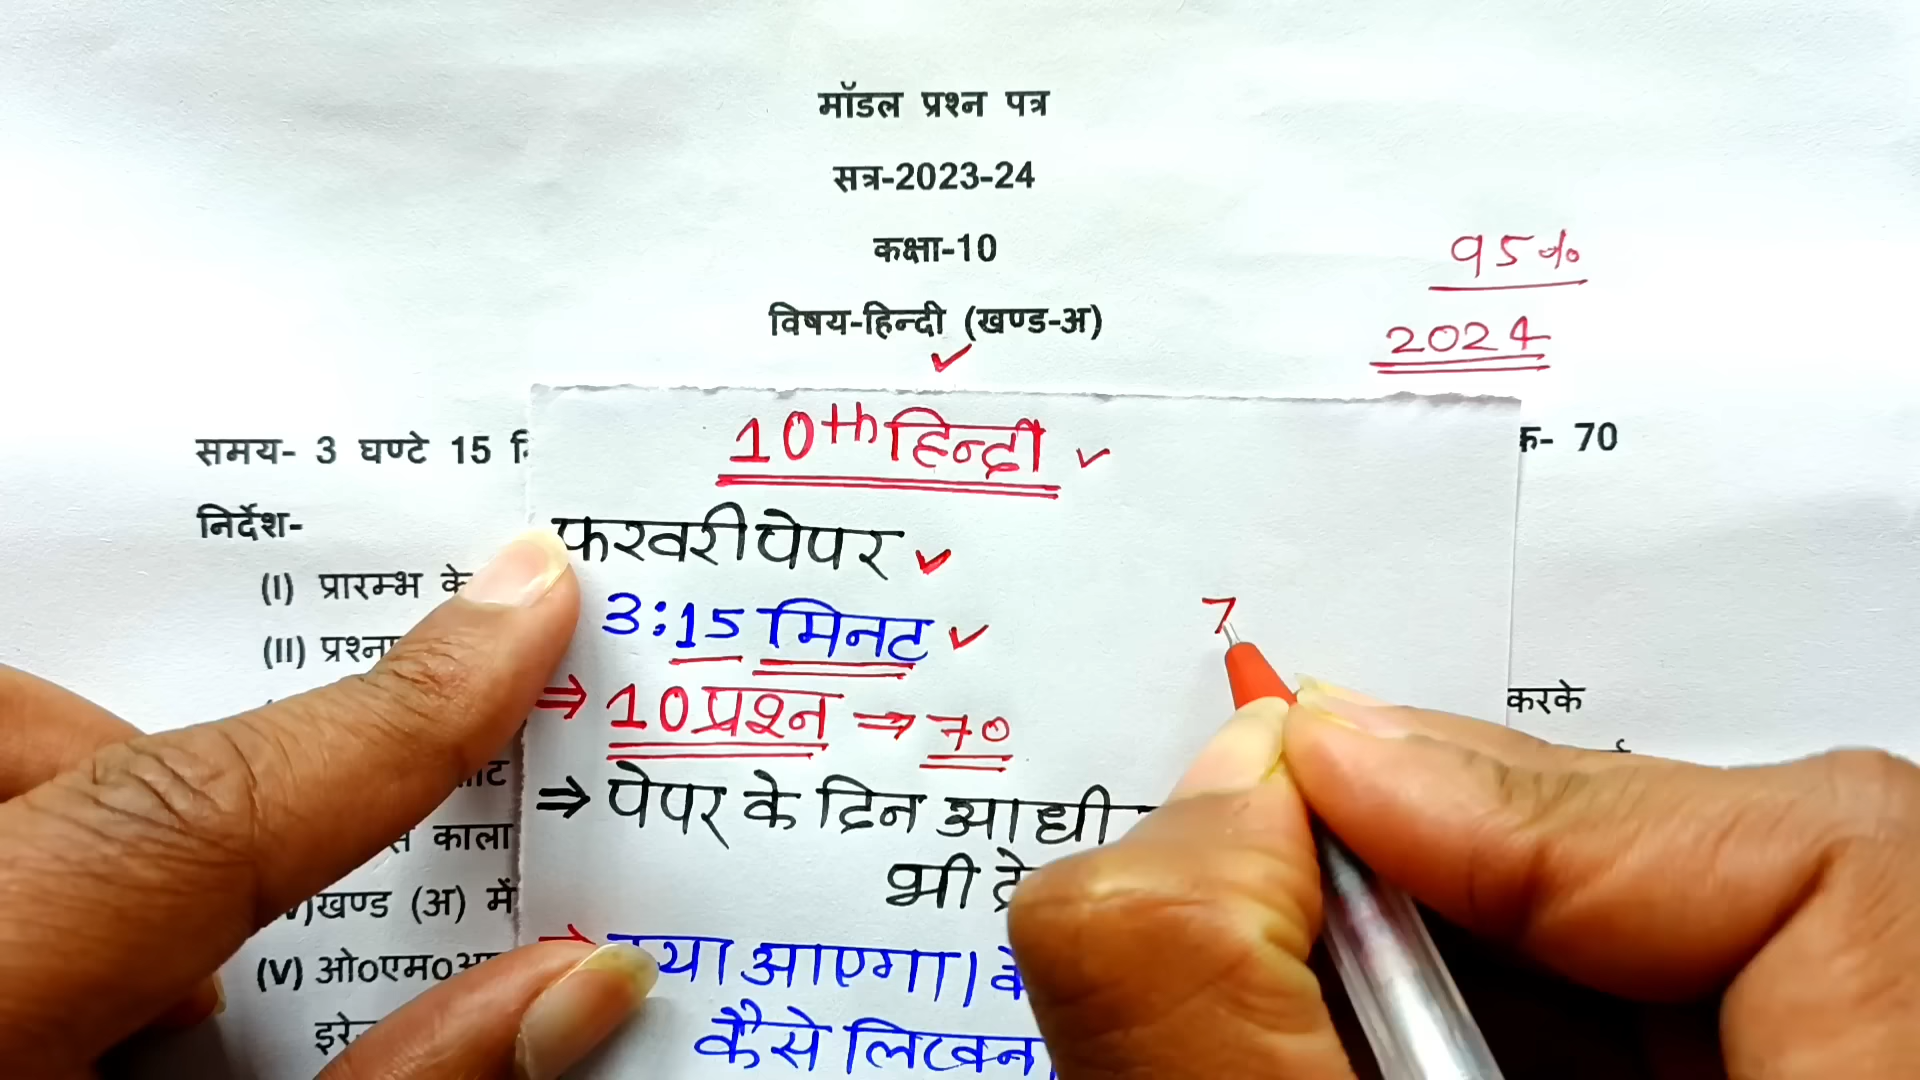 मॉडल प्रश्न पत्र
सत्र-2023-24
कक्षा-10
विषय-हिन्दी (खण्ड-अ)
95%
2024
समय- 3 घण्टे 15
70
निर्देश-
(I) प्रारम्भ के
(II)
करके
काला
खण्ड (अ) में
(V) ओ०एम०
10th हिन्दी
फरवरी पेपर
3:15 मिनट
7
⇒ 10 प्रश्न ⇒ 70
⇒ पेपर के दिन आधी
भी
आएगा।
कैसे लिखना